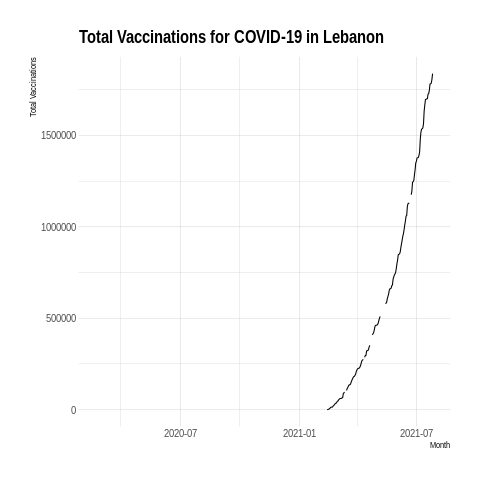 Total Vaccinations for COVID-19 in Lebanon
Total Vaccinations
1500000
1000000
500000
0
2020-07
2021-01
2021-07
Month